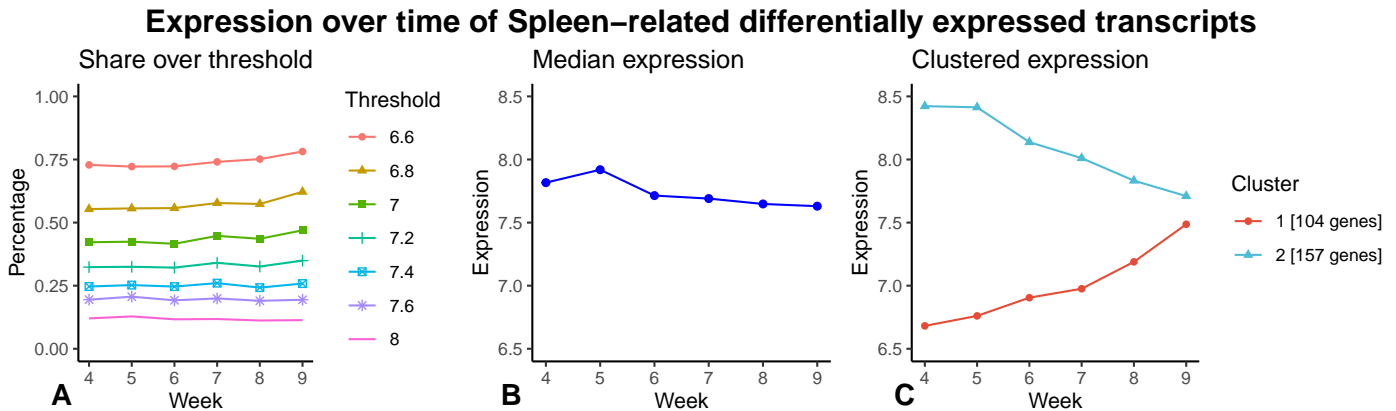 Expression over time of Spleen−related differentially expressed transcripts
Share over threshold
Percentage
1.00
0.75
0.50
0.25
0.00
4 5 6 7 8 9
Week
A
Threshold
6.6
6.8
7
7.2
7.4
7.6
8
Median expression
Expression
8.5
8.0
7.5
7.0
6.5
4 5 6 7 8 9
Week
B
Clustered expression
Expression
8.5
8.0
7.5
7.0
6.5
4 5 6 7 8 9
Week
C
Cluster
1 [104 genes]
2 [157 genes]